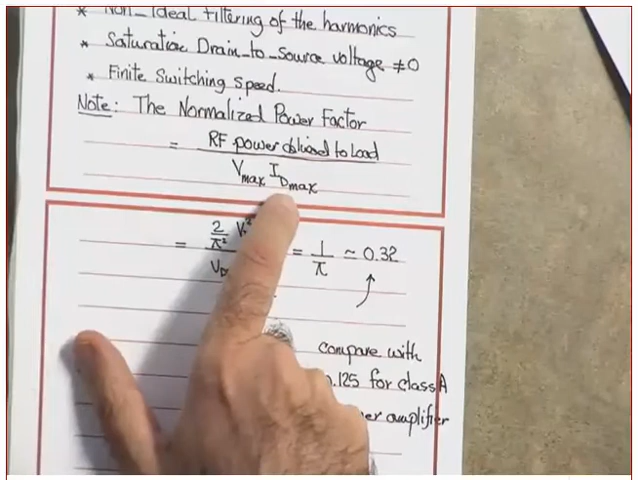 * Non-Ideal Filtering of the harmonics
* Saturation Drain-to-Source voltage ≠0
* Finite Switching speed.
Note: The Normalized Power Factor
= RF power delivered to Load
Vmax IDmax
= 2/π² = 1/π ≃ 0.32
compare with
.125 for class A
amplifier